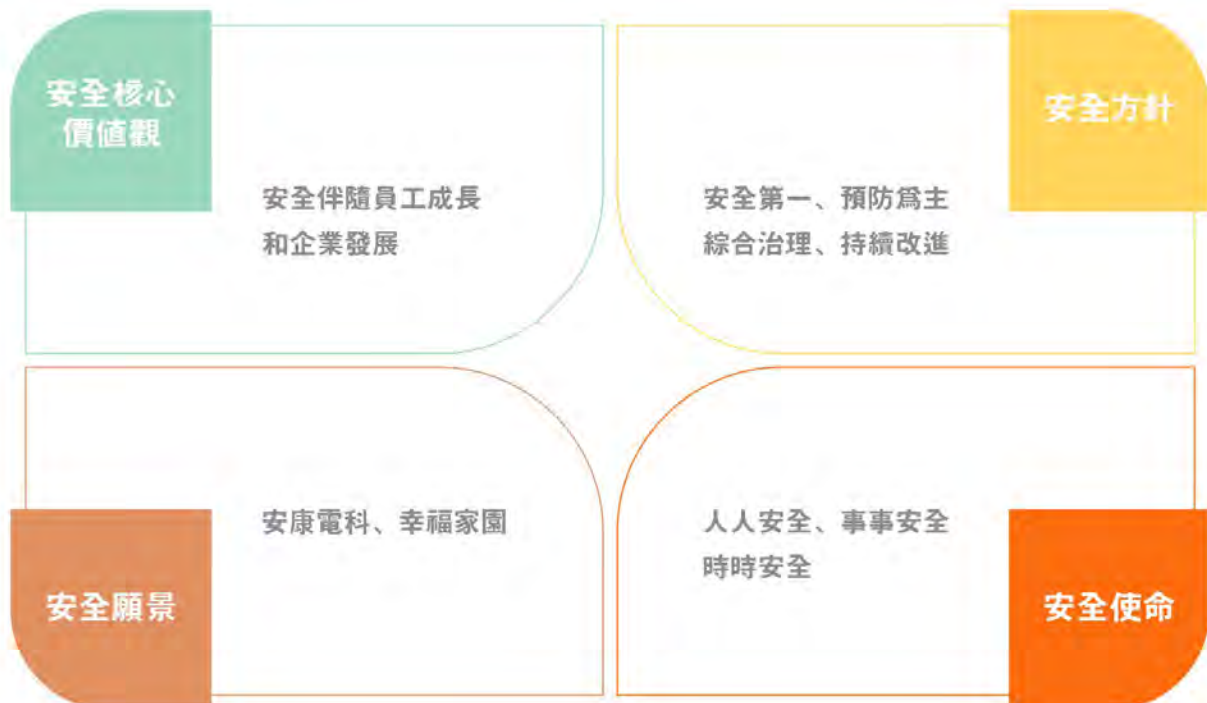 安全核心
價值觀
安全伴隨員工成長
和企業發展
安全方針
安全第一、預防爲主
綜合治理、持續改進
安全願景
安康電科、幸福家園
安全使命
人人安全、事事安全
時時安全